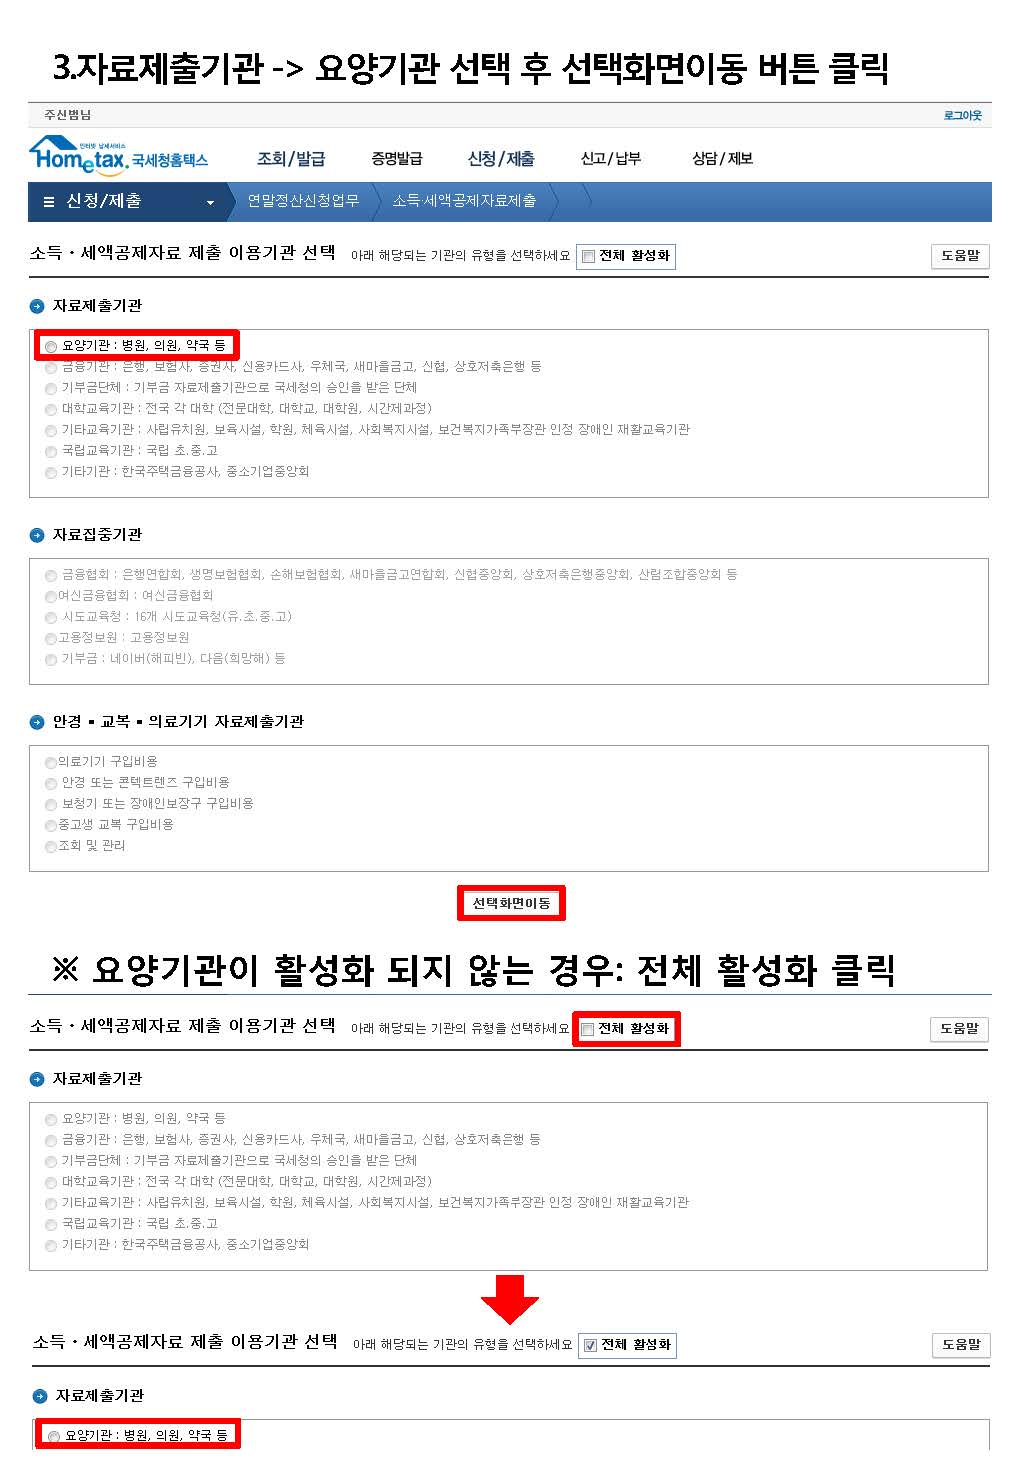 3.자료제출기관 -> 요양기관 선택 후 선택화면이동 버튼 클릭
주신범님 로그아웃
인터넷 납세서비스
Hometax. 국세청홈택스 조회/발급 증명발급 신청/제출 신고/납부 상담/제보
신청/제출 연말정산신청업무 소득·세액공제자료제출
소득·세액공제자료 제출 이용기관 선택 아래 해당되는 기관의 유형을 선택하세요 전체 활성화 도움말
자료제출기관
요양기관 : 병원, 의원, 약국 등
금융기관 : 은행, 보험사, 증권사, 신용카드사, 우체국, 새마을금고, 신협, 상호저축은행 등
기부금단체 : 기부금 자료제출기관으로 국세청의 승인을 받은 단체
대학교육기관 : 전국 각 대학 (전문대학, 대학교, 대학원, 시간제과정)
기타교육기관 : 사립유치원, 보육시설, 학원, 체육시설, 사회복지시설, 보건복지가족부장관 인정 장애인 재활교육기관
국립교육기관 : 국립 초.중.고
기타기관 : 한국주택금융공사, 중소기업중앙회
자료집중기관
금융협회 : 은행연합회, 생명보험협회, 손해보험협회, 새마을금고연합회, 신협중앙회, 상호저축은행중앙회, 산림조합중앙회 등
여신금융협회 : 여신금융협회
시도교육청 : 16개 시도교육청(유.초.중.고)
고용정보원 : 고용정보원
기부금 : 네이버(해피빈), 다음(희망해) 등
안경 ▪ 교복 ▪ 의료기기 자료제출기관
의료기기 구입비용
안경 또는 콘텍트렌즈 구입비용
보청기 또는 장애인보장구 구입비용
중고생 교복 구입비용
조회 및 관리
선택화면이동
※ 요양기관이 활성화 되지 않는 경우: 전체 활성화 클릭
소득·세액공제자료 제출 이용기관 선택 아래 해당되는 기관의 유형을 선택하세요 전체 활성화 도움말
자료제출기관
요양기관 : 병원, 의원, 약국 등
금융기관 : 은행, 보험사, 증권사, 신용카드사, 우체국, 새마을금고, 신협, 상호저축은행 등
기부금단체 : 기부금 자료제출기관으로 국세청의 승인을 받은 단체
대학교육기관 : 전국 각 대학 (전문대학, 대학교, 대학원, 시간제과정)
기타교육기관 : 사립유치원, 보육시설, 학원, 체육시설, 사회복지시설, 보건복지가족부장관 인정 장애인 재활교육기관
국립교육기관 : 국립 초.중.고
기타기관 : 한국주택금융공사, 중소기업중앙회
소득·세액공제자료 제출 이용기관 선택 아래 해당되는 기관의 유형을 선택하세요 전체 활성화 도움말
자료제출기관
요양기관 : 병원, 의원, 약국 등